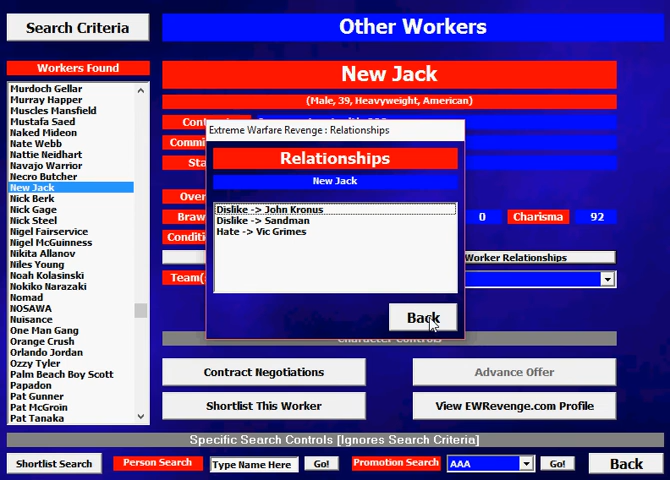 Search Criteria
Other Workers
Workers Found
Murdoch Gellar
Murray Happer
Muscles Mansfield
Mustafa Saed
Naked Mideon
Nate Webb
Nattie Neidhart
Navajo Warrior
Necro Butcher
New Jack
Nick Berk
Nick Gage
Nick Steel
Nigel Fairservice
Nigel McGuinness
Nikita Allanov
Niles Young
Noah Kolasinski
Nokiko Narazaki
Nomad
NOSAWA
Nuisance
One Man Gang
Orange Crush
Orlando Jordan
Ozzy Tyler
Palm Beach Boy Scott
Papadon
Pat Gunner
Pat McGroin
Pat Tanaka
New Jack
(Male, 39, Heavyweight, American)
Extreme Warfare Revenge : Relationships
Relationships
New Jack
Dislike -> John Kronus
Dislike -> Sandman
Hate -> Vic Grimes
Back
0 Charisma 92
Worker Relationships
Team(
Character Controls
Contract Negotiations
Advance Offer
Shortlist This Worker
View EWRevenge.com Profile
Specific Search Controls [Ignores Search Criteria]
Shortlist Search
Person Search
Type Name Here
Go!
Promotion Search
AAA
Go!
Back